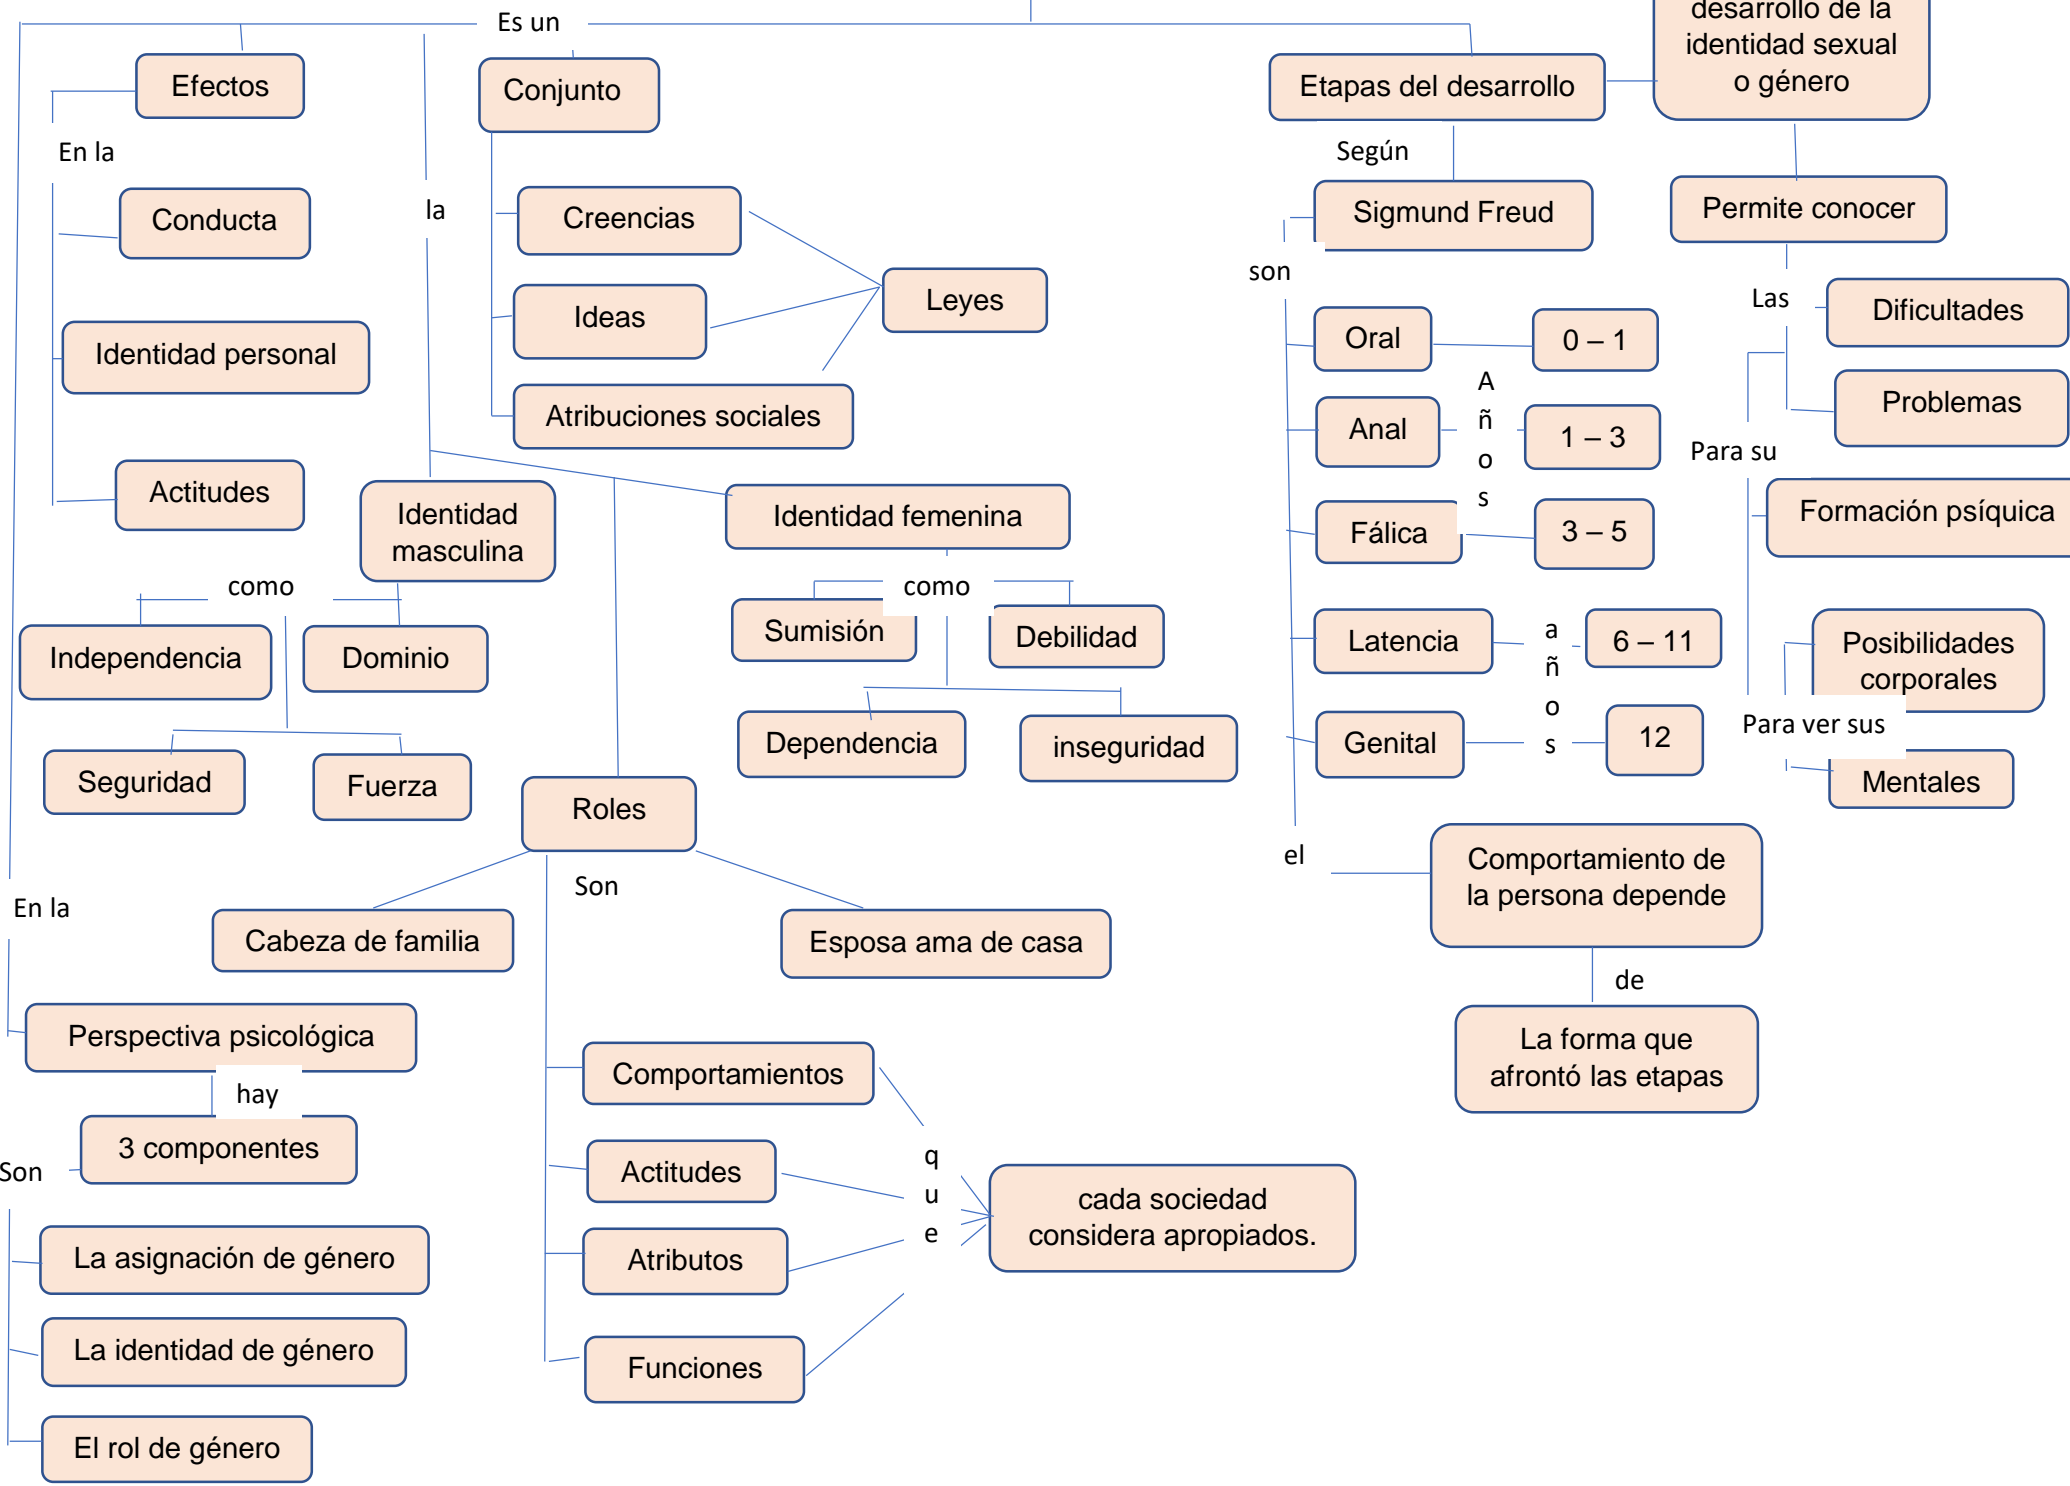 Es un
desarrollo de la
identidad sexual
o género
Efectos
Conjunto
Etapas del desarrollo
En la
Según
Conducta
la
Creencias
Sigmund Freud
Permite conocer
son
Ideas
Leyes
Las
Dificultades
Identidad personal
Oral
0 – 1
Atribuciones sociales
A
ñ
o
s
Anal
1 – 3
Problemas
Para su
Actitudes
Identidad
masculina
Identidad femenina
Fálica
3 – 5
Formación psíquica
como
como
Independencia
Dominio
Sumisión
Debilidad
Latencia
a
ñ
o
s
6 – 11
Posibilidades
corporales
Seguridad
Fuerza
Dependencia
inseguridad
Genital
12
Para ver sus
Mentales
Roles
el
Comportamiento de
la persona depende
Son
En la
Cabeza de familia
Esposa ama de casa
de
Perspectiva psicológica
La forma que
afrontó las etapas
hay
Comportamientos
3 componentes
Son
Actitudes
q
u
e
cada sociedad
considera apropiados.
La asignación de género
Atributos
La identidad de género
Funciones
El rol de género